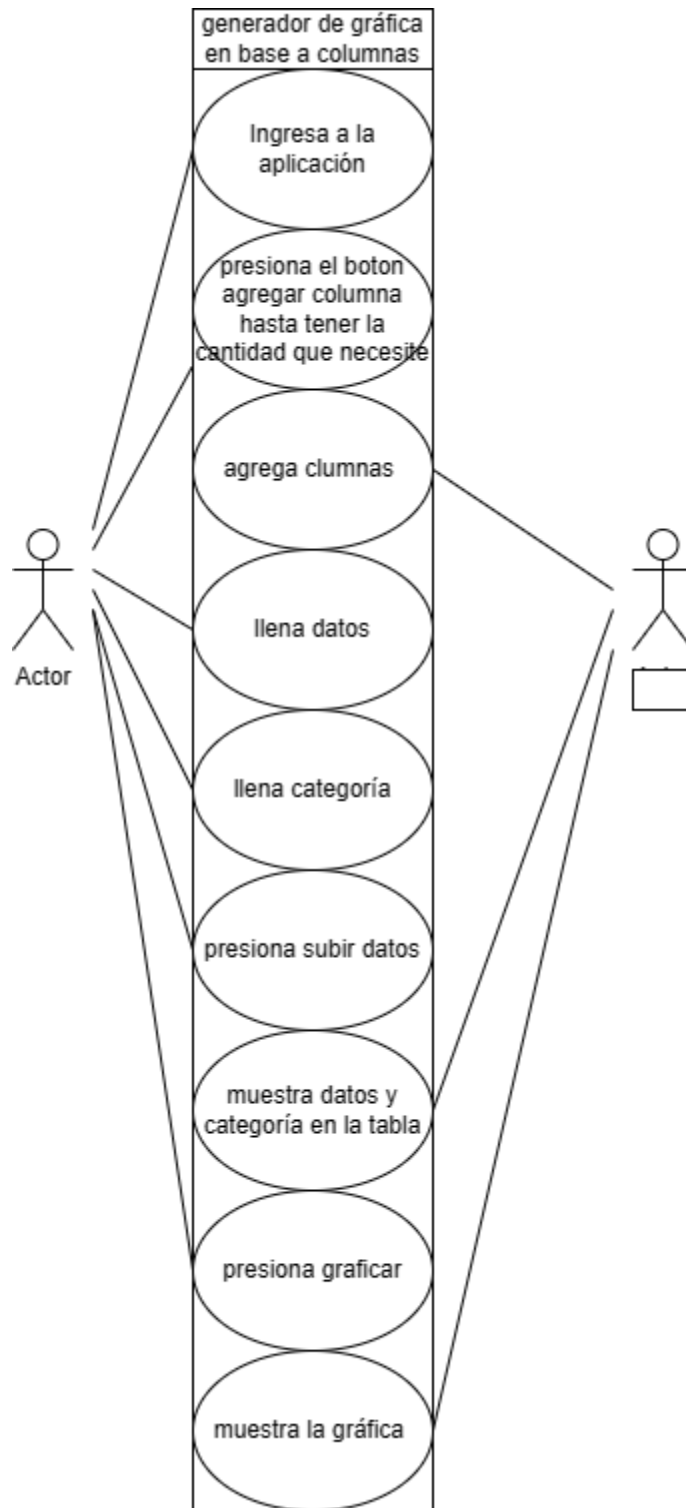 generador de gráfica
en base a columnas
Ingresa a la
aplicación
presiona el boton
agregar columna
hasta tener la
cantidad que necesite
agrega clumnas
llena datos
Actor
llena categoría
presiona subir datos
muestra datos y
categoría en la tabla
presiona graficar
muestra la gráfica